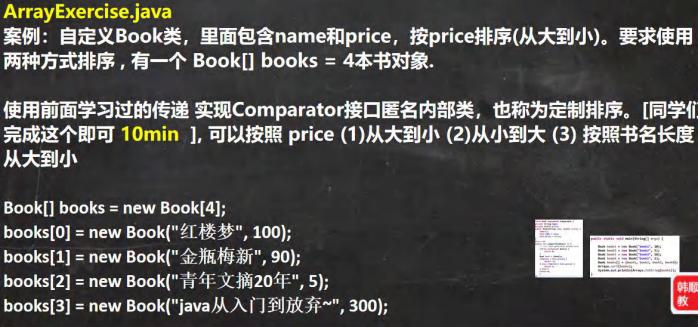 ArrayExercise.java
案例：自定义Book类，里面包含name和price，按price排序(从大到小)。要求使用
两种方式排序 , 有一个 Book[] books = 4本书对象.
使用前面学习过的传递 实现Comparator接口匿名内部类，也称为定制排序。[同学们
完成这个即可 10min ], 可以按照 price (1)从大到小 (2)从小到大 (3) 按照书名长度
从大到小
Book[] books = new Book[4];
books[0] = new Book("红楼梦", 100);
books[1] = new Book("金瓶梅新", 90);
books[2] = new Book("青年文摘20年", 5);
books[3] = new Book("java从入门到放弃~", 300);
韩顺
教